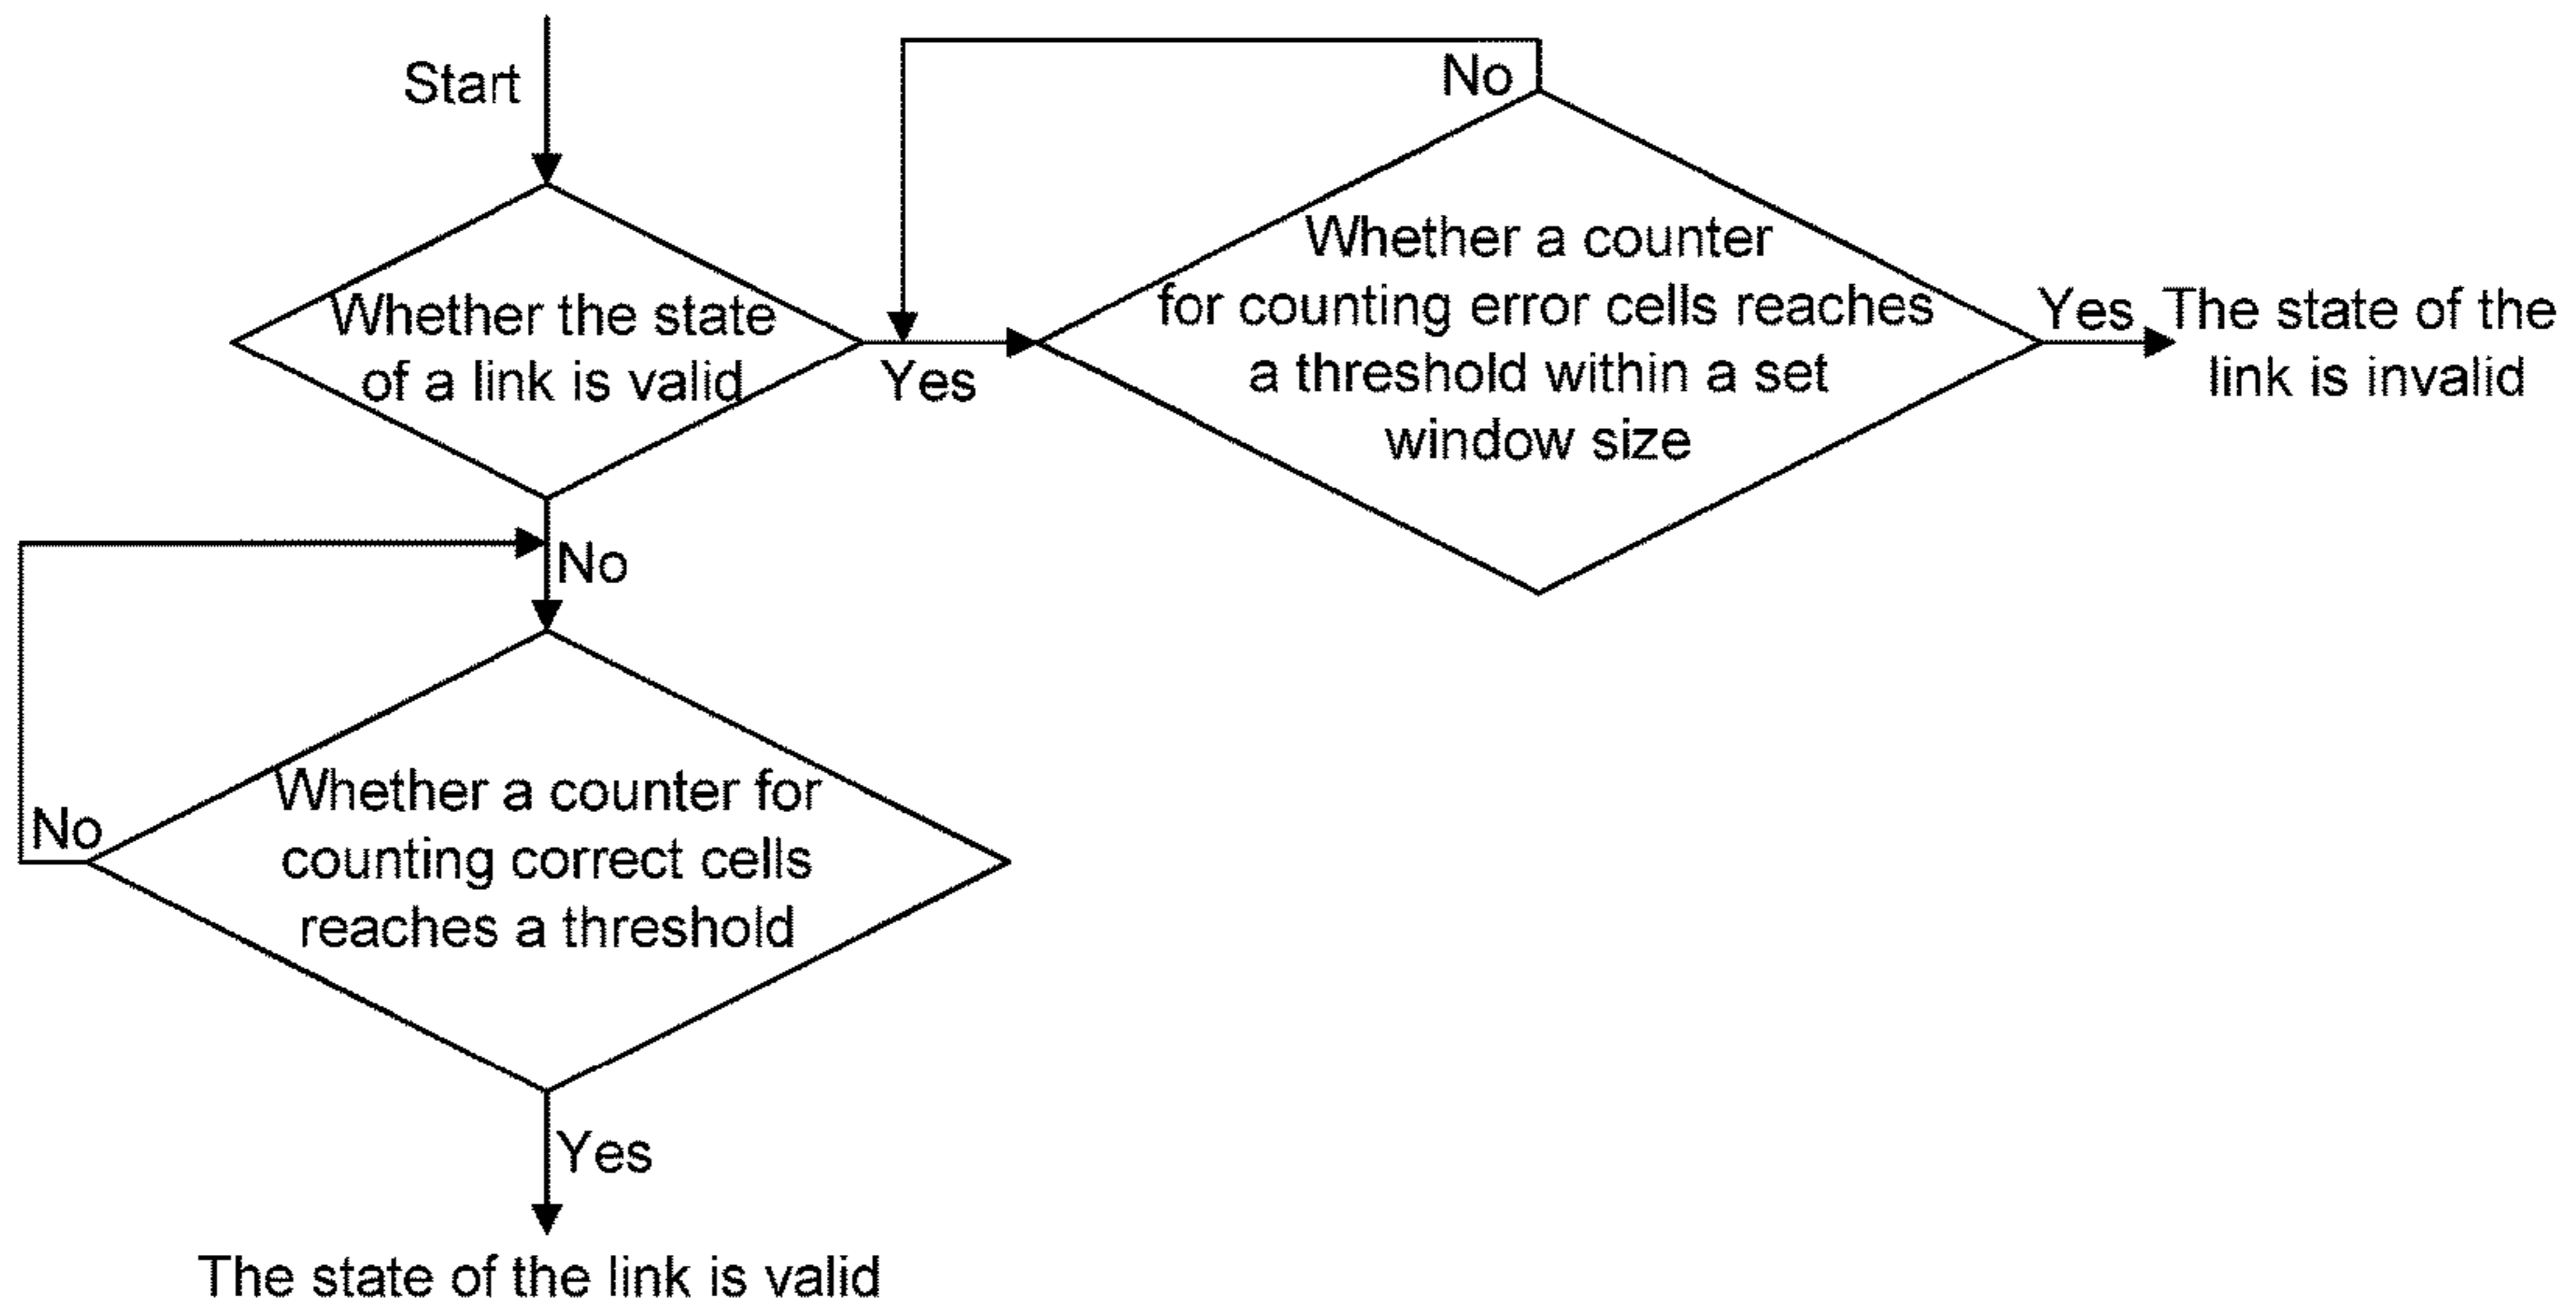 Start
Whether the state
of a link is valid
Yes
No
Whether a counter
for counting error cells reaches
a threshold within a set
window size
Yes
The state of the
link is invalid
No
No
Whether a counter for
counting correct cells
reaches a threshold
Yes
The state of the link is valid